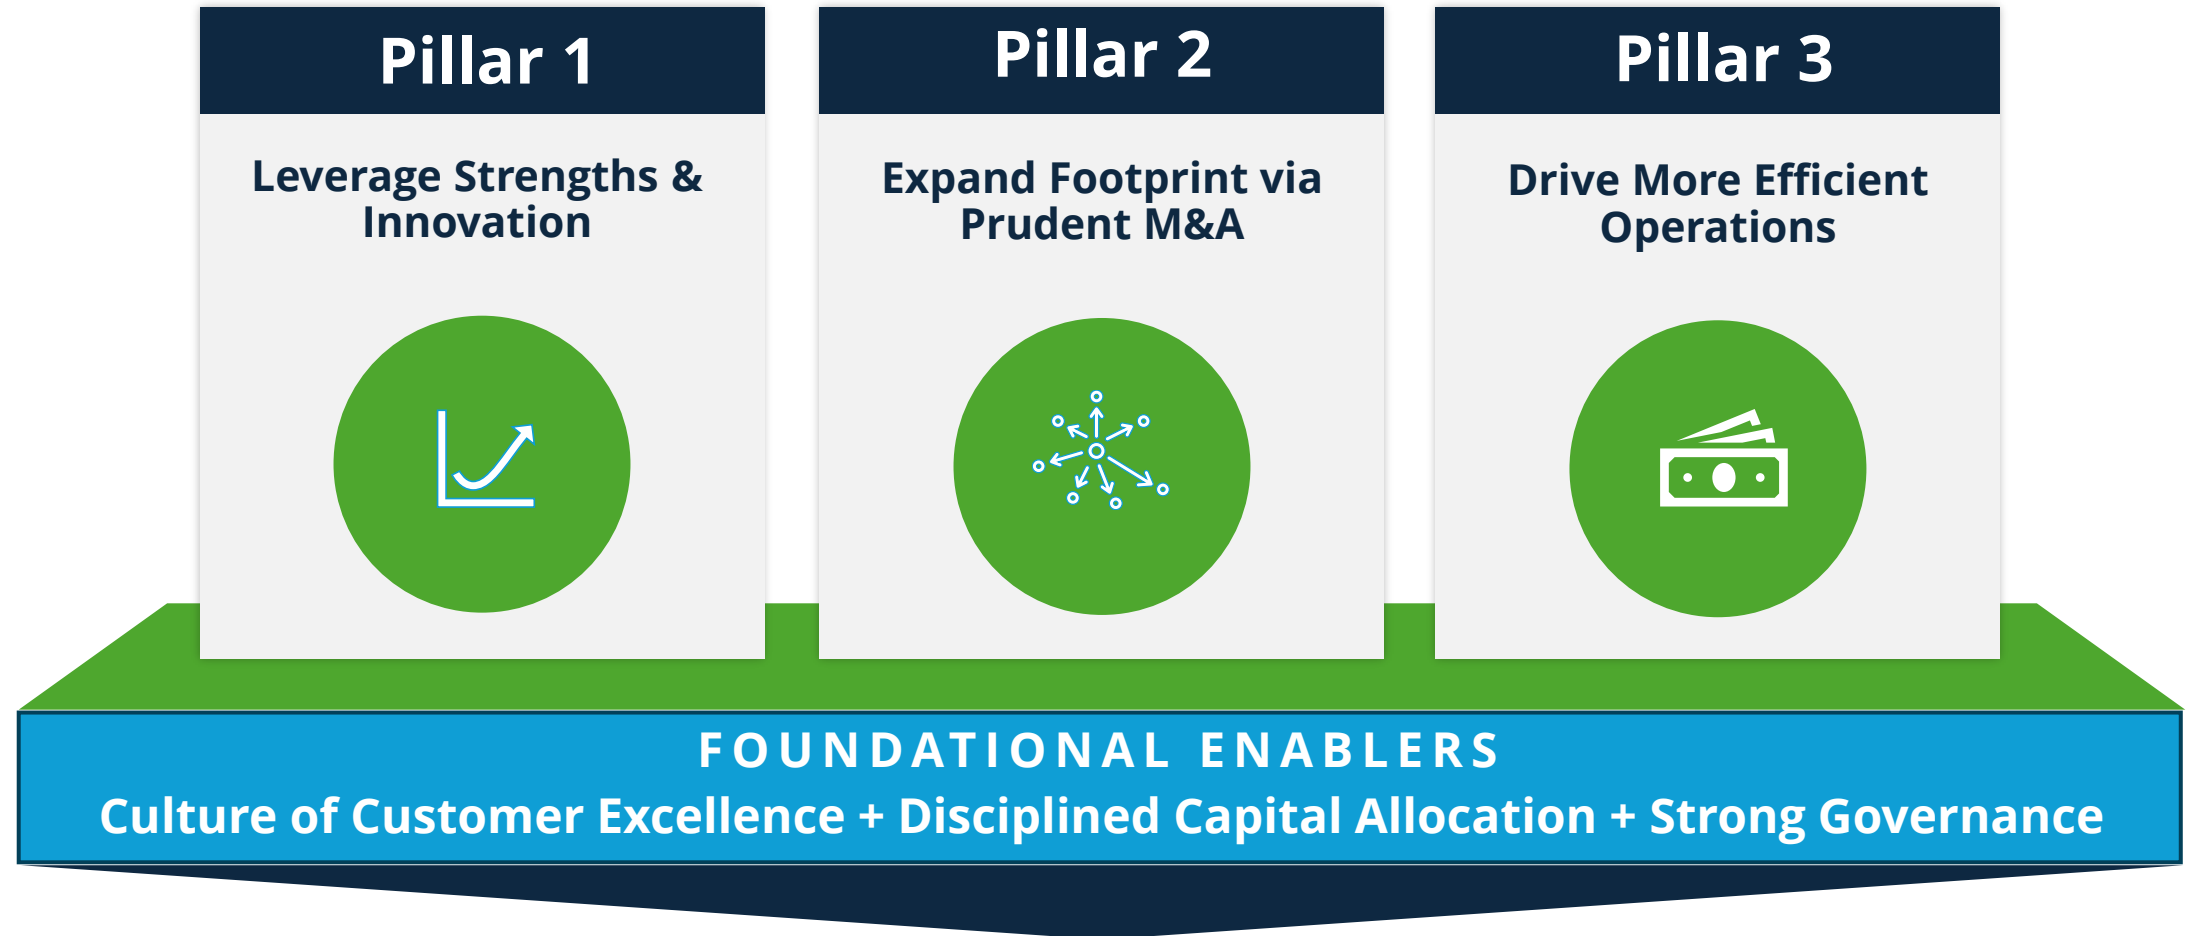 Pillar 1
Leverage Strengths &
Innovation
Pillar 2
Expand Footprint via
Prudent M&A
Pillar 3
Drive More Efficient
Operations
FOUNDATIONAL ENABLERS
Culture of Customer Excellence + Disciplined Capital Allocation + Strong Governance